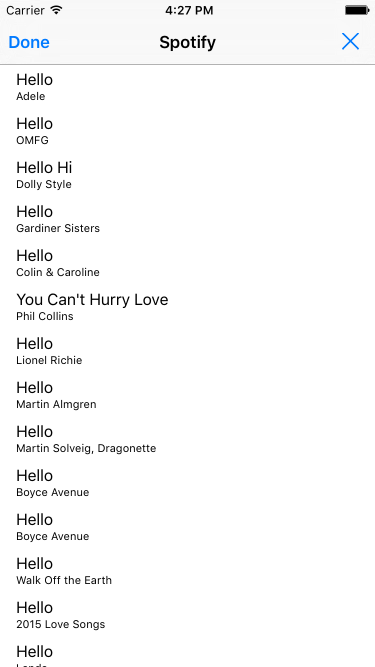 Carrier 4:27 PM
Done Spotify
Hello
Adele
Hello
OMFG
Hello Hi
Dolly Style
Hello
Gardiner Sisters
Hello
Colin & Caroline
You Can't Hurry Love
Phil Collins
Hello
Lionel Richie
Hello
Martin Almgren
Hello
Martin Solveig, Dragonette
Hello
Boyce Avenue
Hello
Boyce Avenue
Hello
Walk Off the Earth
Hello
2015 Love Songs
Hello